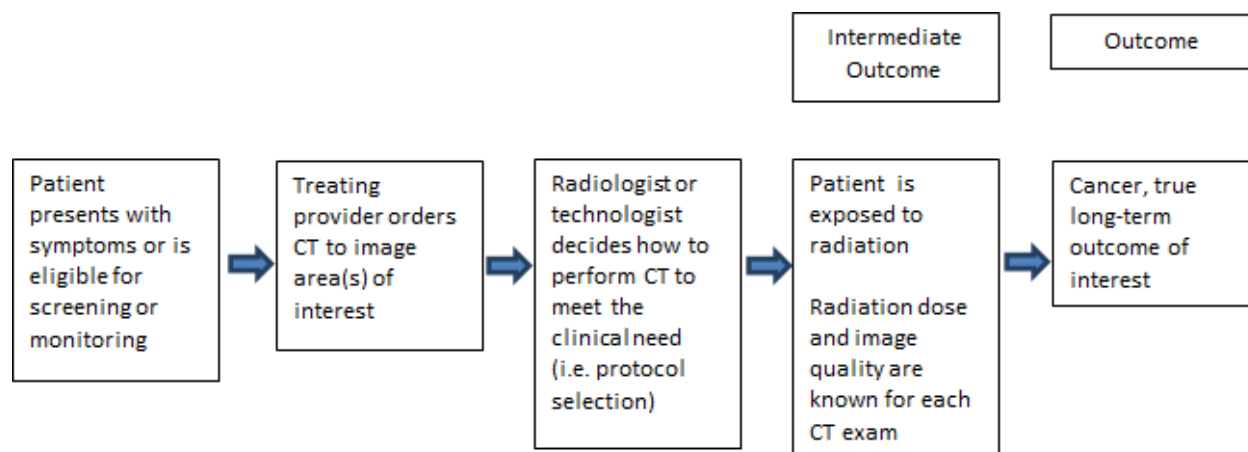 Intermediate
Outcome
Outcome
Patient
presents with
symptoms or is
eligible for
screening or
monitoring
Treating
provider orders
CT to image
area(s) of
interest
Radiologist or
technologist
decides how to
perform CT to
meet the
clinical need
(i.e. protocol
selection)
Patient is
exposed to
radiation
Radiation dose
and image
quality are
known for each
CT exam
Cancer, true
long-term
outcome of
interest